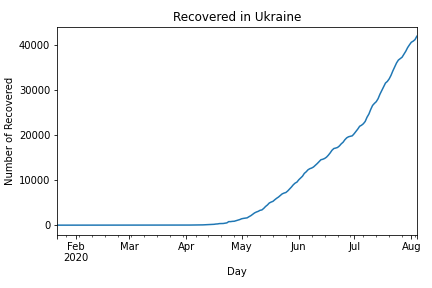 Recovered in Ukraine
Number of Recovered
40000
30000
20000
10000
0
Feb Mar Apr May Jun Jul Aug
2020
Day